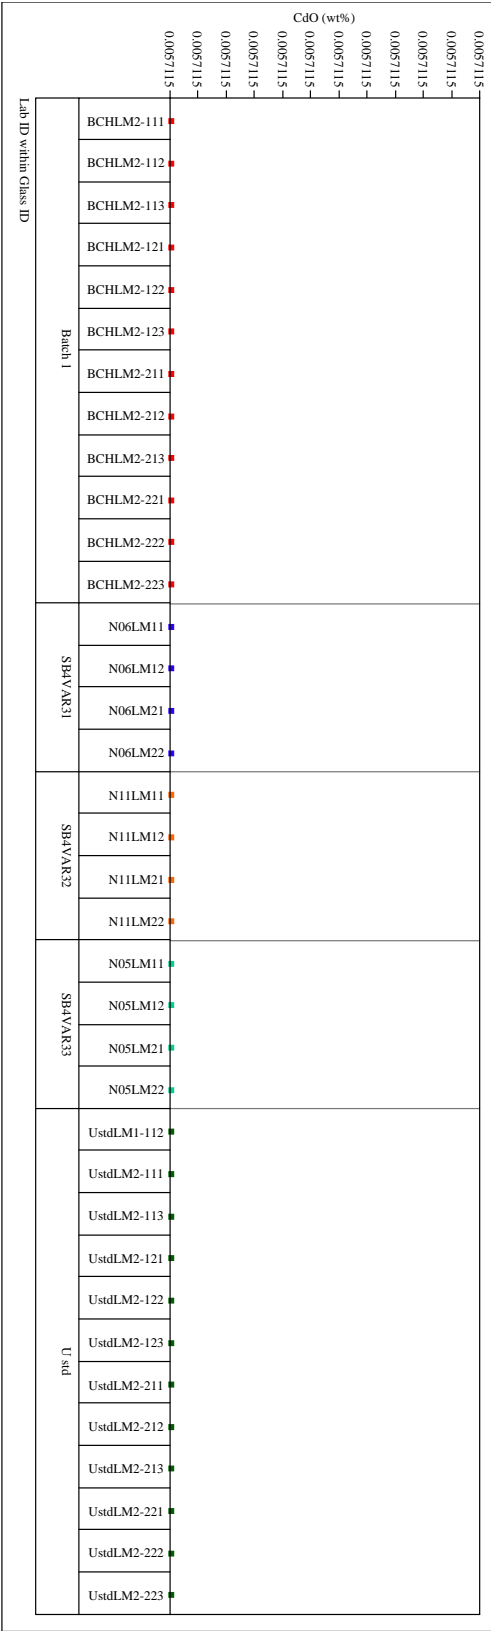 CdO (wt%)
0.0057115
0.0057115
0.0057115
0.0057115
0.0057115
0.0057115
0.0057115
0.0057115
0.0057115
0.0057115
0.0057115
0.0057115
BCHLM2-111
BCHLM2-112
BCHLM2-113
BCHLM2-121
BCHLM2-122
BCHLM2-123
BCHLM2-211
BCHLM2-212
BCHLM2-213
BCHLM2-221
BCHLM2-222
BCHLM2-223
N06LM11
N06LM12
N06LM21
N06LM22
N11LM11
N11LM12
N11LM21
N11LM22
N05LM11
N05LM12
N05LM21
N05LM22
UstdLM1-112
UstdLM2-111
UstdLM2-113
UstdLM2-121
UstdLM2-122
UstdLM2-123
UstdLM2-211
UstdLM2-212
UstdLM2-213
UstdLM2-221
UstdLM2-222
UstdLM2-223
Batch 1
SB4VAR31
SB4VAR32
SB4VAR33
U std
Lab ID within Glass ID